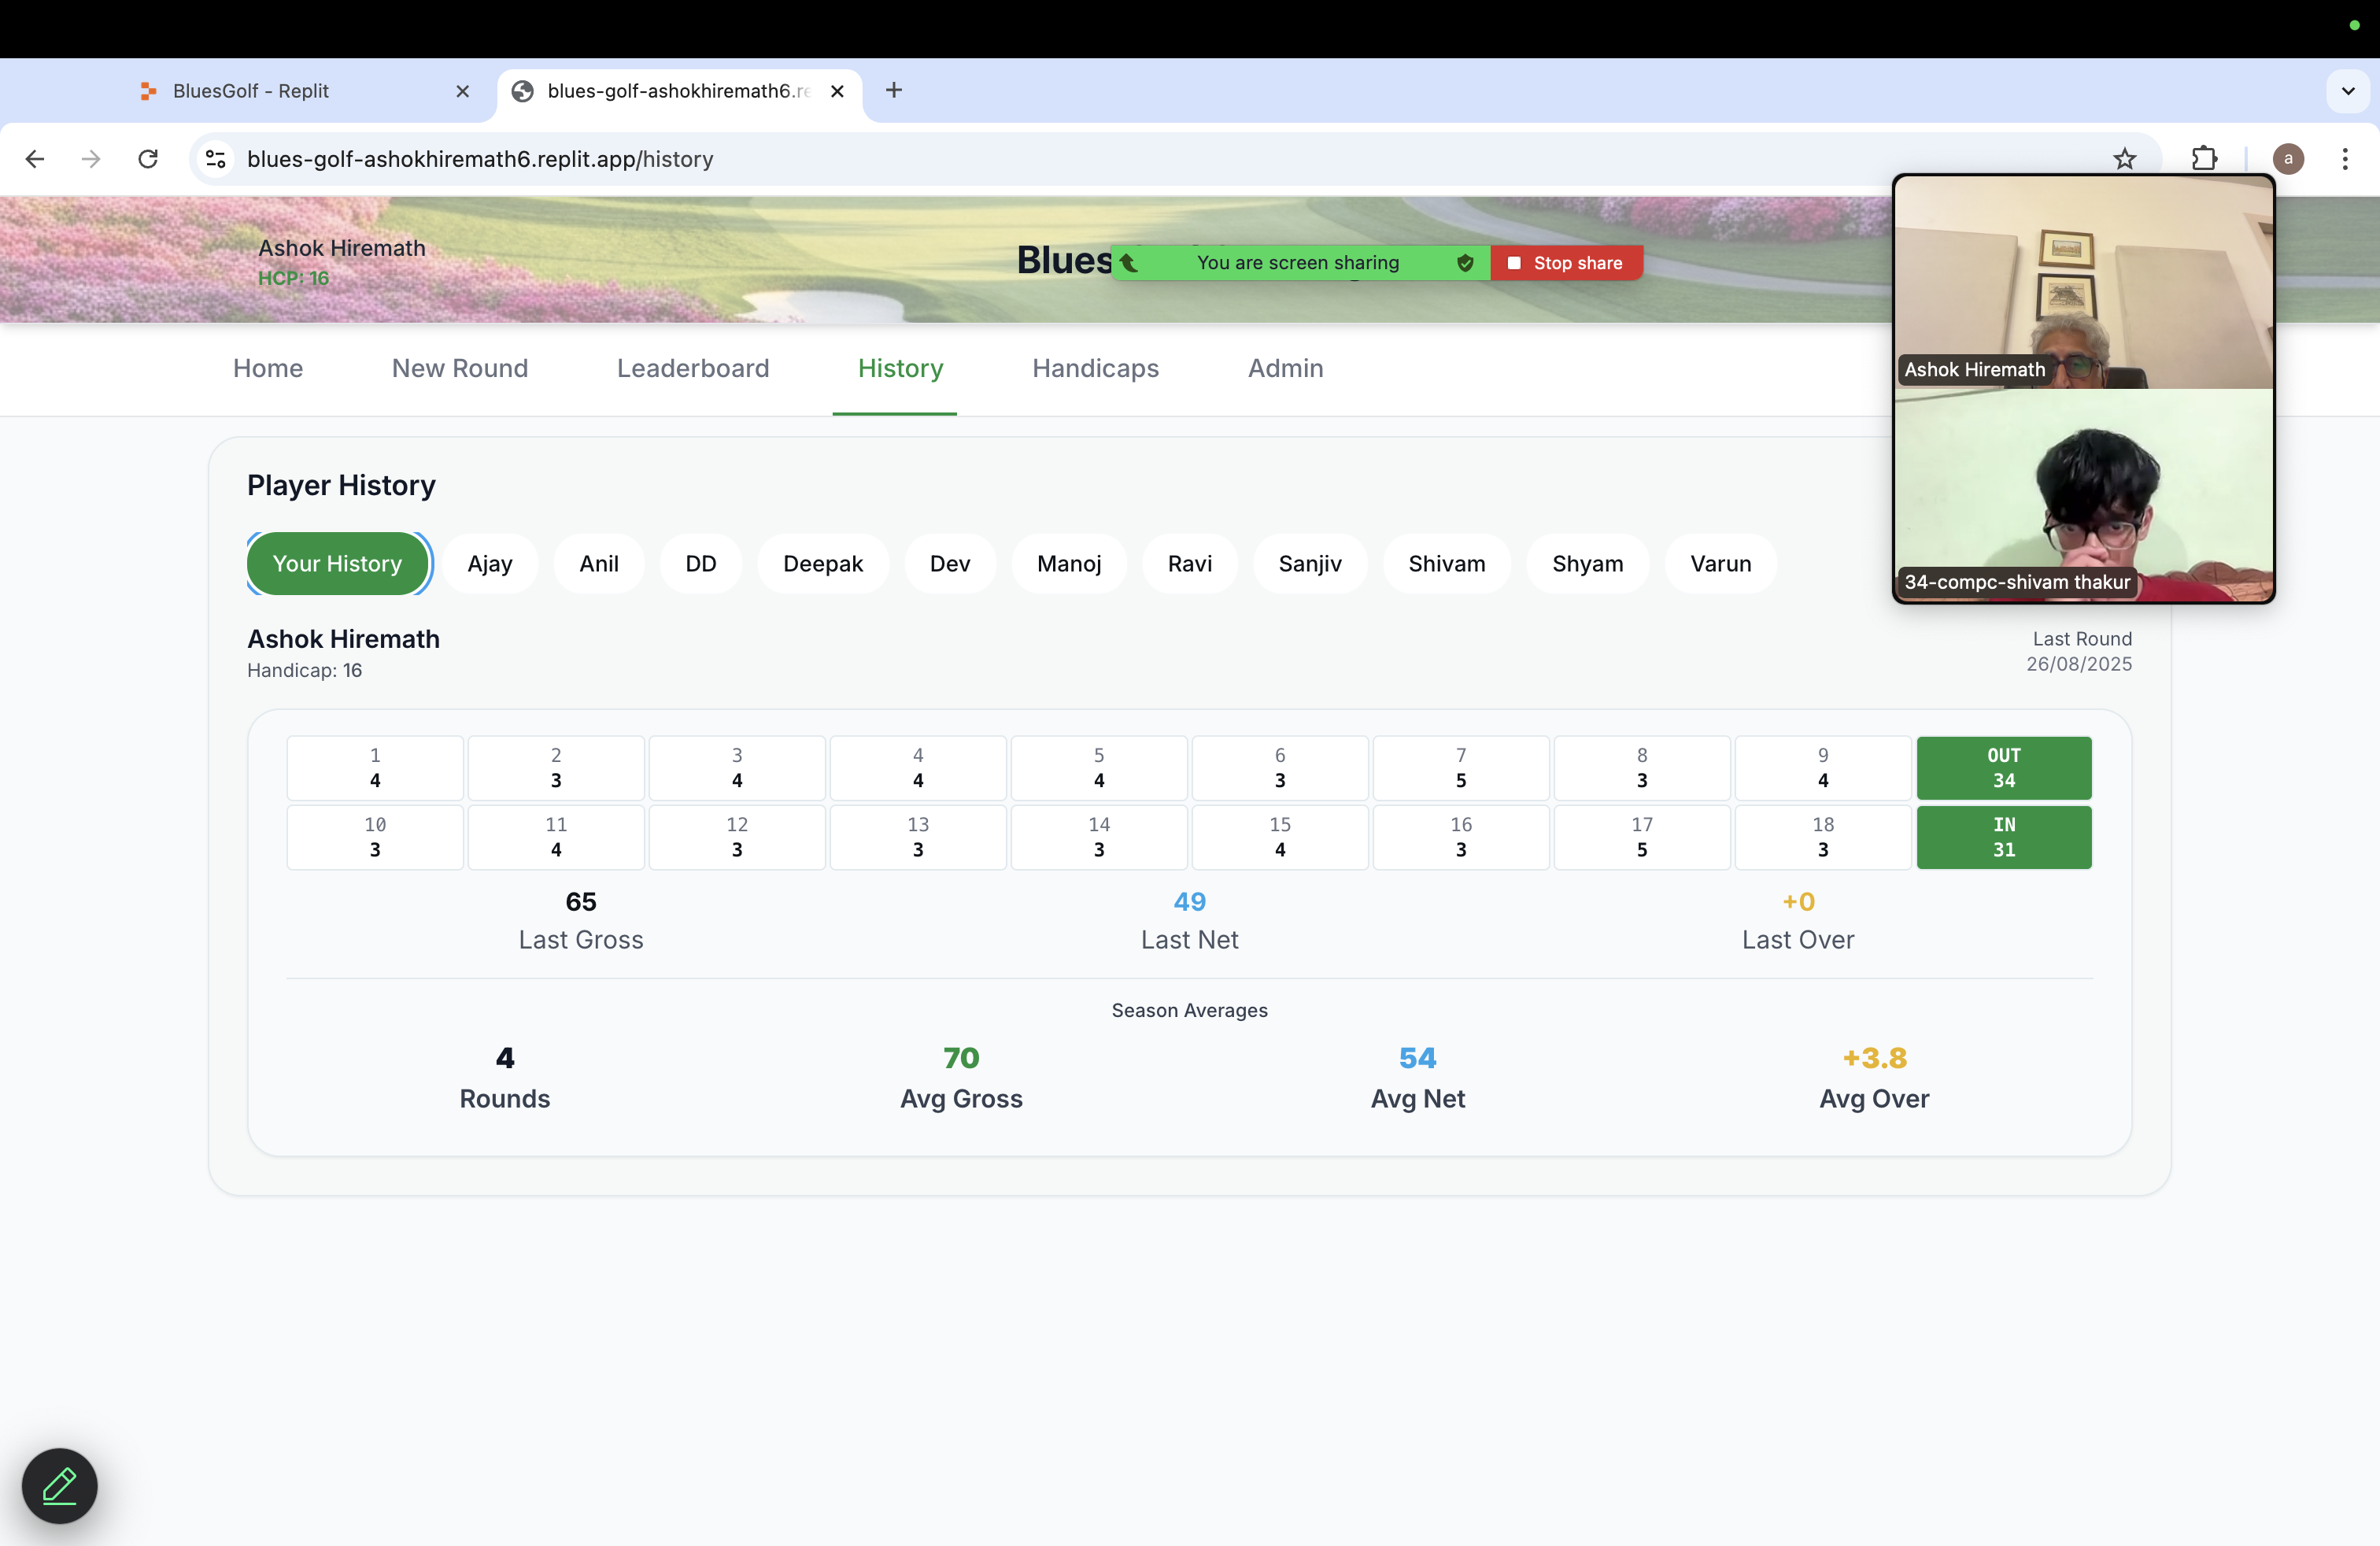 BluesGolf - Replit
blues-golf-ashokhiremath6.re
blues-golf-ashokhiremath6.replit.app/history
a
Ashok Hiremath
HCP: 16
Blues
You are screen sharing
Stop share
Home New Round Leaderboard History Handicaps Admin
Ashok Hiremath
34-compc-shivam thakur
Player History
Your History Ajay Anil DD Deepak Dev Manoj Ravi Sanjiv Shivam Shyam Varun
Ashok Hiremath
Handicap: 16
Last Round
26/08/2025
1 2 3 4 5 6 7 8 9 OUT
4 3 4 4 4 3 5 3 4 34
10 11 12 13 14 15 16 17 18 IN
3 4 3 3 3 4 3 5 3 31
65 49 +0
Last Gross Last Net Last Over
Season Averages
4 70 54 +3.8
Rounds Avg Gross Avg Net Avg Over